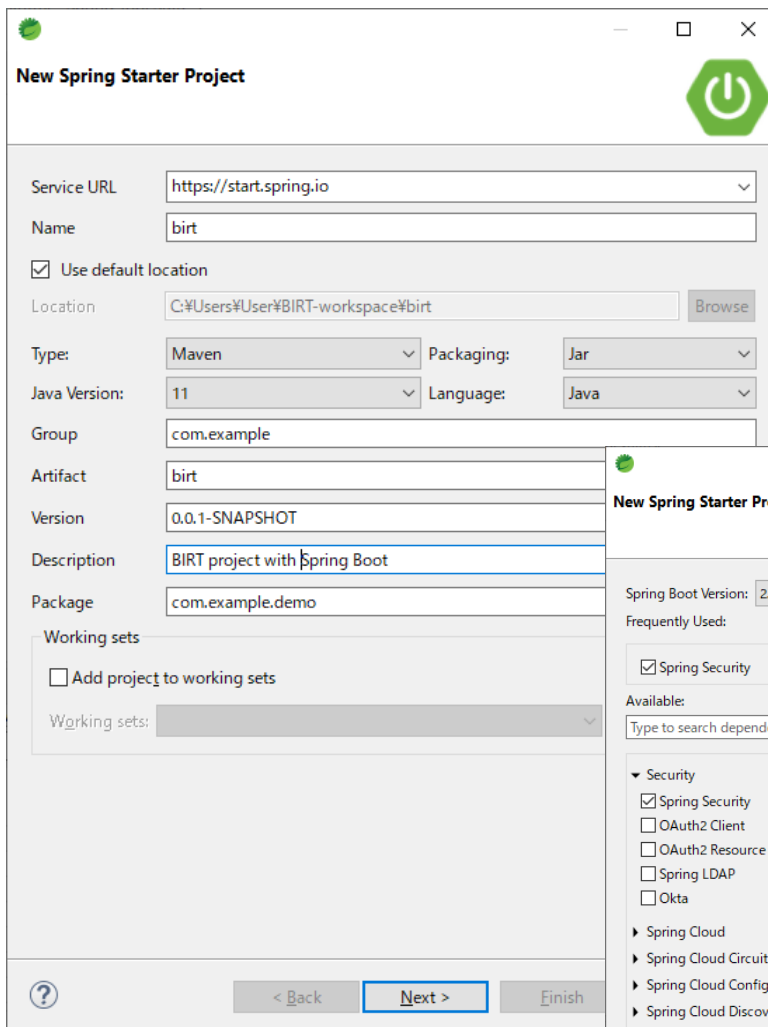 New Spring Starter Project
Service URL https://start.spring.io
Name birt
Use default location
Location C:¥Users¥User¥BIRT-workspace¥birt Browse
Type: Maven Packaging: Jar
Java Version: 11 Language: Java
Group com.example
Artifact birt
Version 0.0.1-SNAPSHOT
Description BIRT project with Spring Boot
Package com.example.demo
Working sets
Add project to working sets
Working sets:
< Back Next > Finish
New Spring Starter Pr
Spring Boot Version: 2
Frequently Used:
Spring Security
Available:
Type to search depend
Security
Spring Security
OAuth2 Client
OAuth2 Resource
Spring LDAP
Okta
Spring Cloud
Spring Cloud Circuit
Spring Cloud Config
Spring Cloud Discov